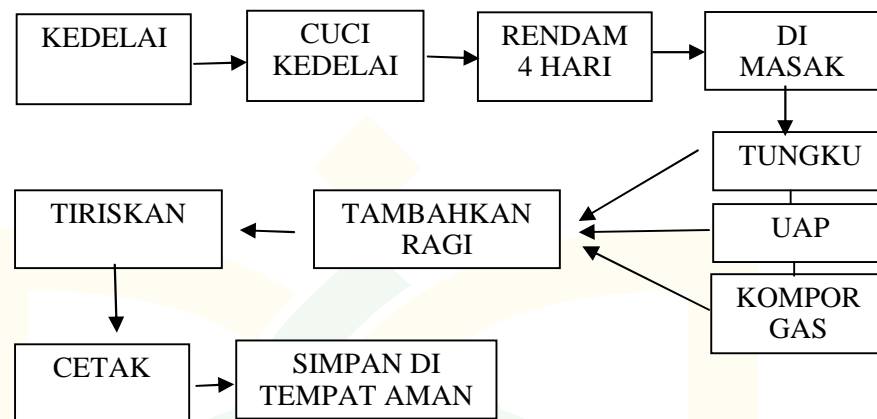 KEDELAI
CUCI
KEDELAI
RENDAM
4 HARI
DI
MASAK
TUNGKU
UAP
KOMPOR
GAS
TAMBAHKAN
RAGI
TIRISKAN
CETAK
SIMPAN DI
TEMPAT AMAN